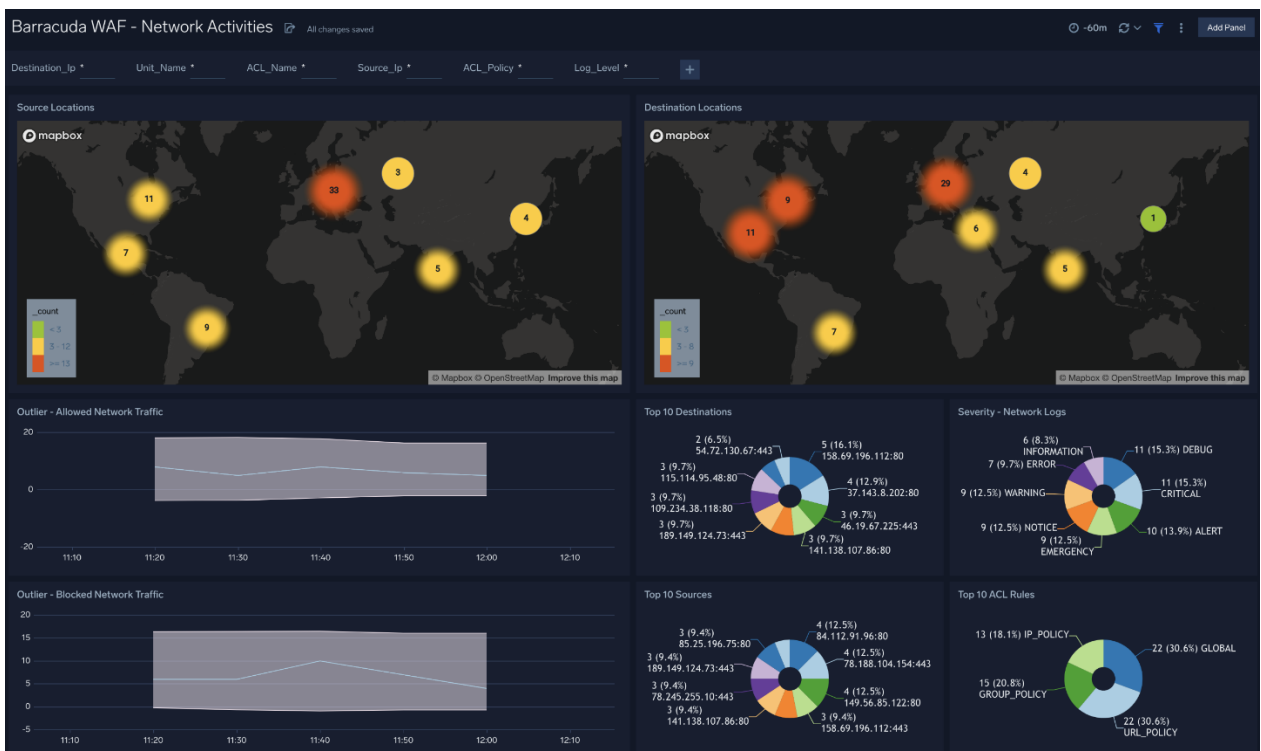 Barracuda WAF - Network Activities All changes saved
-60m
Add Panel
Destination_Ip * Unit_Name * ACL_Name * Source_Ip * ACL_Policy * Log_Level *
+
Source Locations
mapbox
11
7
9
33
3
4
5
_count
< 3
3 - 12
>= 13
© Mapbox © OpenStreetMap Improve this map
Destination Locations
mapbox
9
11
7
29
6
4
5
1
_count
< 3
3 - 8
>= 9
© Mapbox © OpenStreetMap Improve this map
Outlier - Allowed Network Traffic
20
0
-20
11:10 11:20 11:30 11:40 11:50 12:00 12:10
Top 10 Destinations
2 (6.5%)
54.72.130.67:443
3 (9.7%)
115.114.95.48:80
3 (9.7%)
109.234.38.118:80
3 (9.7%)
189.149.124.73:443
5 (16.1%)
158.69.196.112:80
4 (12.9%)
37.143.8.202:80
3 (9.7%)
46.19.67.225:443
3 (9.7%)
141.138.107.86:80
Severity - Network Logs
6 (8.3%)
INFORMATION
7 (9.7%) ERROR
9 (12.5%) WARNING
9 (12.5%) NOTICE
9 (12.5%)
EMERGENCY
11 (15.3%) DEBUG
11 (15.3%)
CRITICAL
10 (13.9%) ALERT
Outlier - Blocked Network Traffic
20
15
10
5
0
-5
11:10 11:20 11:30 11:40 11:50 12:00 12:10
Top 10 Sources
3 (9.4%)
85.25.196.75:80
3 (9.4%)
189.149.124.73:443
3 (9.4%)
78.245.255.10:443
3 (9.4%)
141.138.107.86:80
4 (12.5%)
84.112.91.96:80
4 (12.5%)
78.188.104.154:443
4 (12.5%)
149.56.85.122:80
3 (9.4%)
158.69.196.112:443
Top 10 ACL Rules
13 (18.1%) IP_POLICY
15 (20.8%)
GROUP_POLICY
22 (30.6%) GLOBAL
22 (30.6%)
URL_POLICY